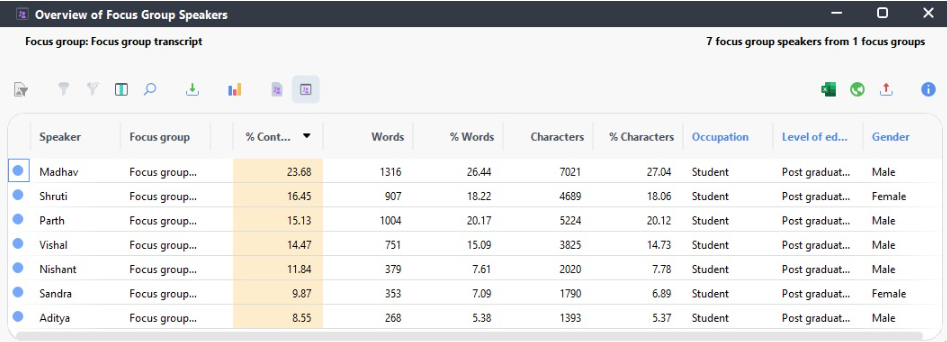 Overview of Focus Group Speakers
Focus group: Focus group transcript 7 focus group speakers from 1 focus groups
Speaker Focus group % Cont... Words % Words Characters % Characters Occupation Level of ed... Gender
Madhav Focus group... 23.68 1316 26.44 7021 27.04 Student Post graduat... Male
Shruti Focus group... 16.45 907 18.22 4689 18.06 Student Post graduat... Female
Parth Focus group... 15.13 1004 20.17 5224 20.12 Student Post graduat... Male
Vishal Focus group... 14.47 751 15.09 3825 14.73 Student Post graduat... Male
Nishant Focus group... 11.84 379 7.61 2020 7.78 Student Post graduat... Male
Sandra Focus group... 9.87 353 7.09 1790 6.89 Student Post graduat... Female
Aditya Focus group... 8.55 268 5.38 1393 5.37 Student Post graduat... Male